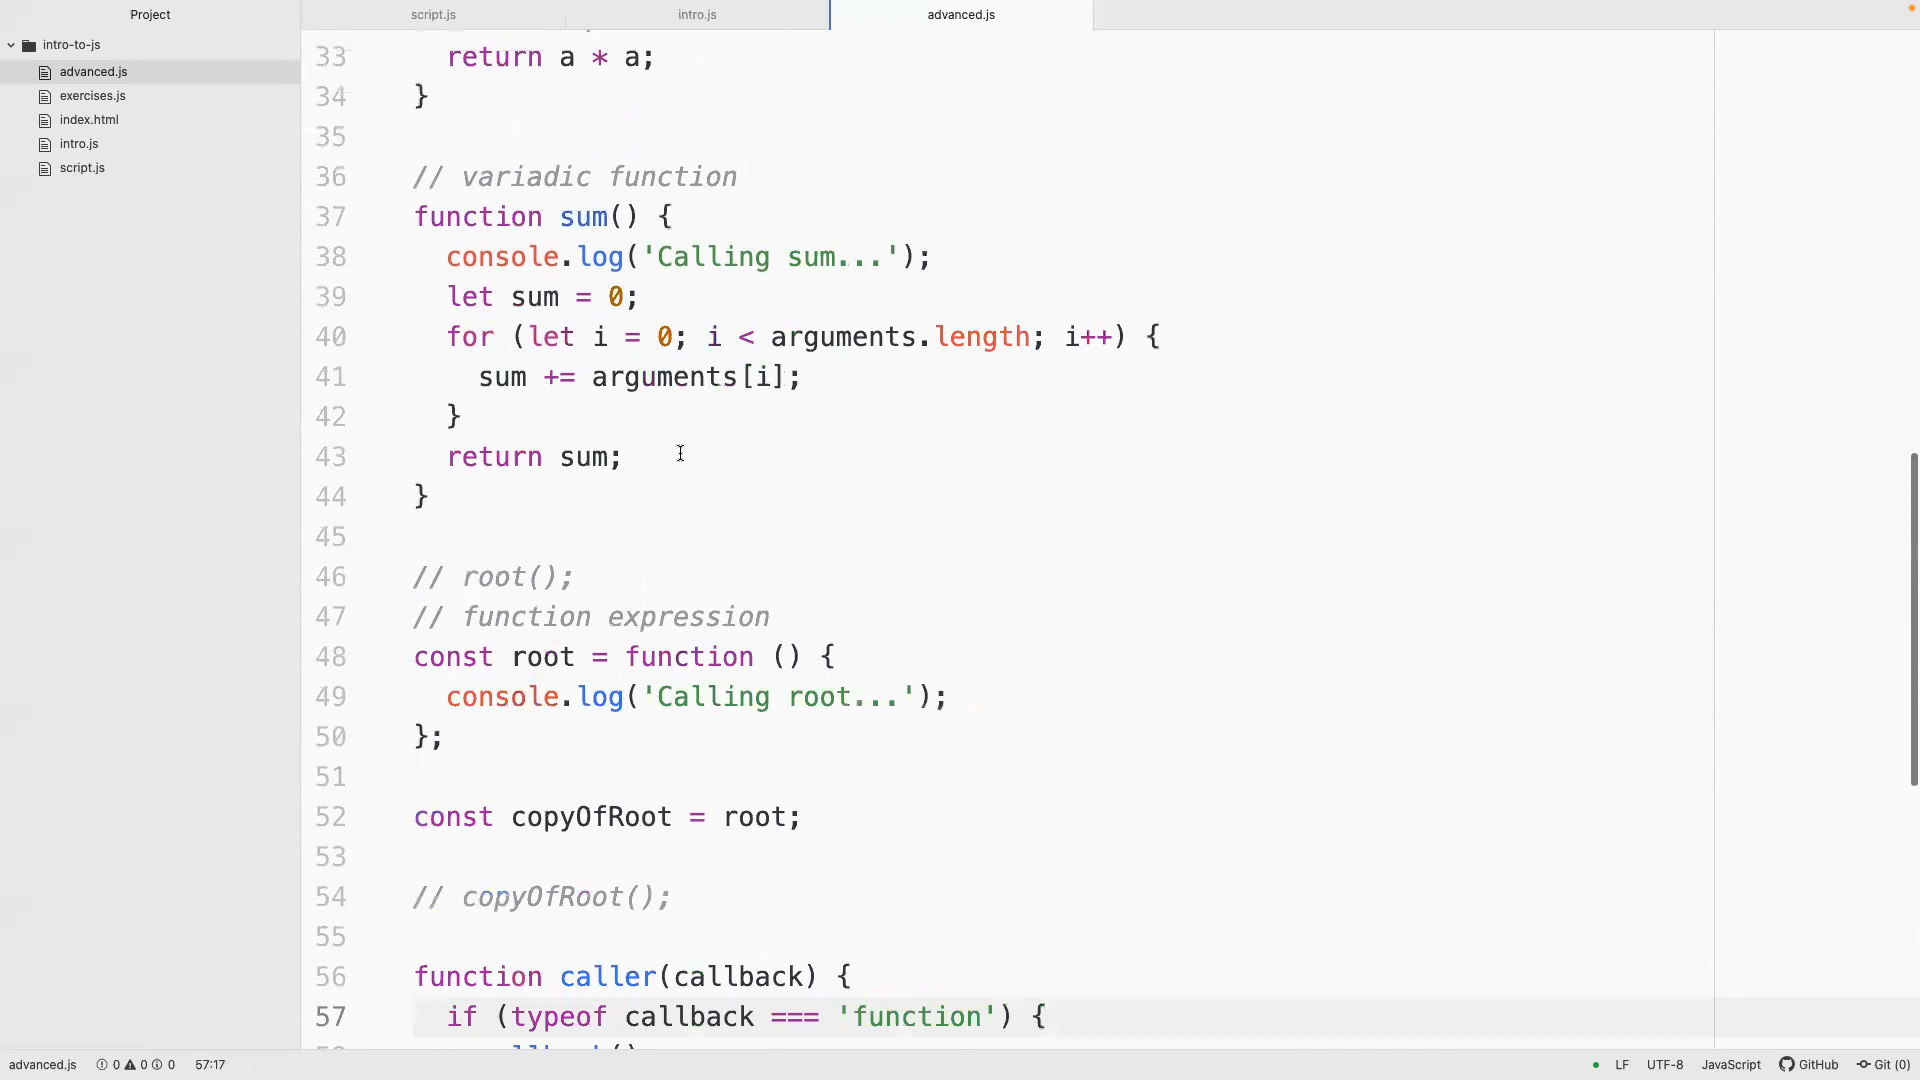 Project
script.js
intro.js
advanced.js
intro-to-js
advanced.js
exercises.js
index.html
intro.js
script.js
33 return a * a;
34 }
35
36 // variadic function
37 function sum() {
38 console.log('Calling sum...');
39 let sum = 0;
40 for (let i = 0; i < arguments.length; i++) {
41 sum += arguments[i];
42 }
43 return sum;
44 }
45
46 // root();
47 // function expression
48 const root = function () {
49 console.log('Calling root...');
50 };
51
52 const copyOfRoot = root;
53
54 // copyOfRoot();
55
56 function caller(callback) {
57 if (typeof callback === 'function') {
advanced.js 0 0 0 57:17 LF UTF-8 JavaScript GitHub Git (0)